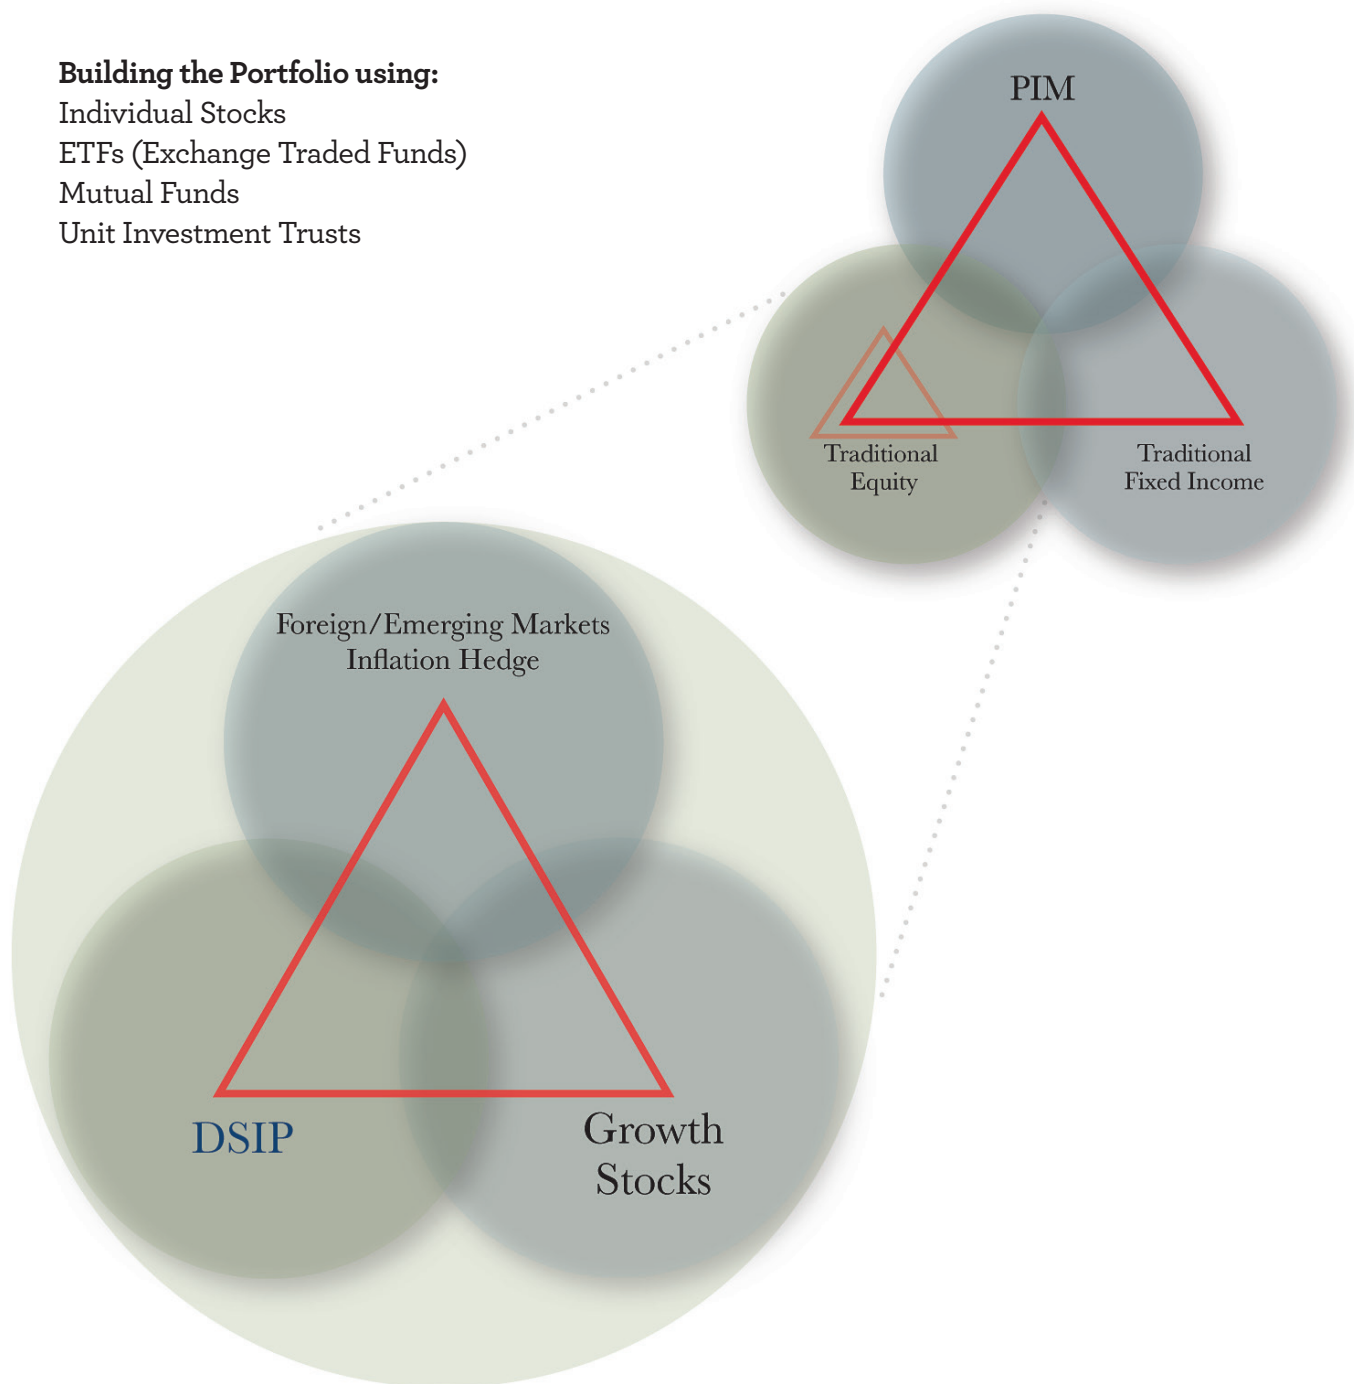 Building the Portfolio using:
Individual Stocks
ETFs (Exchange Traded Funds)
Mutual Funds
Unit Investment Trusts
PIM
Traditional
Equity
Traditional
Fixed Income
Foreign/Emerging Markets
Inflation Hedge
DSIP
Growth
Stocks